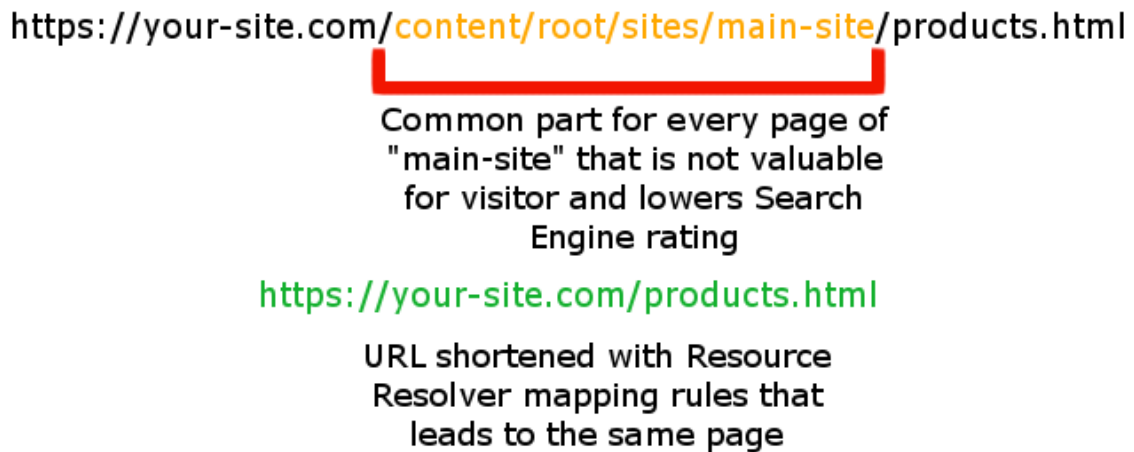 https://your-site.com/content/root/sites/main-site/products.html
Common part for every page of
"main-site" that is not valuable
for visitor and lowers Search
Engine rating
https://your-site.com/products.html
URL shortened with Resource
Resolver mapping rules that
leads to the same page